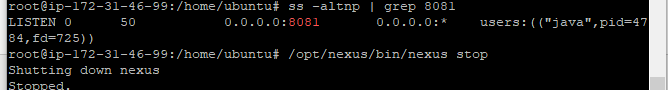 root@ip-172-31-46-99:/home/ubuntu# ss -altnp | grep 8081
LISTEN 0      50           0.0.0.0:8081      0.0.0.0:*    users:(("java",pid=47
84,fd=725))
root@ip-172-31-46-99:/home/ubuntu# /opt/nexus/bin/nexus stop
Shutting down nexus
Stopped.